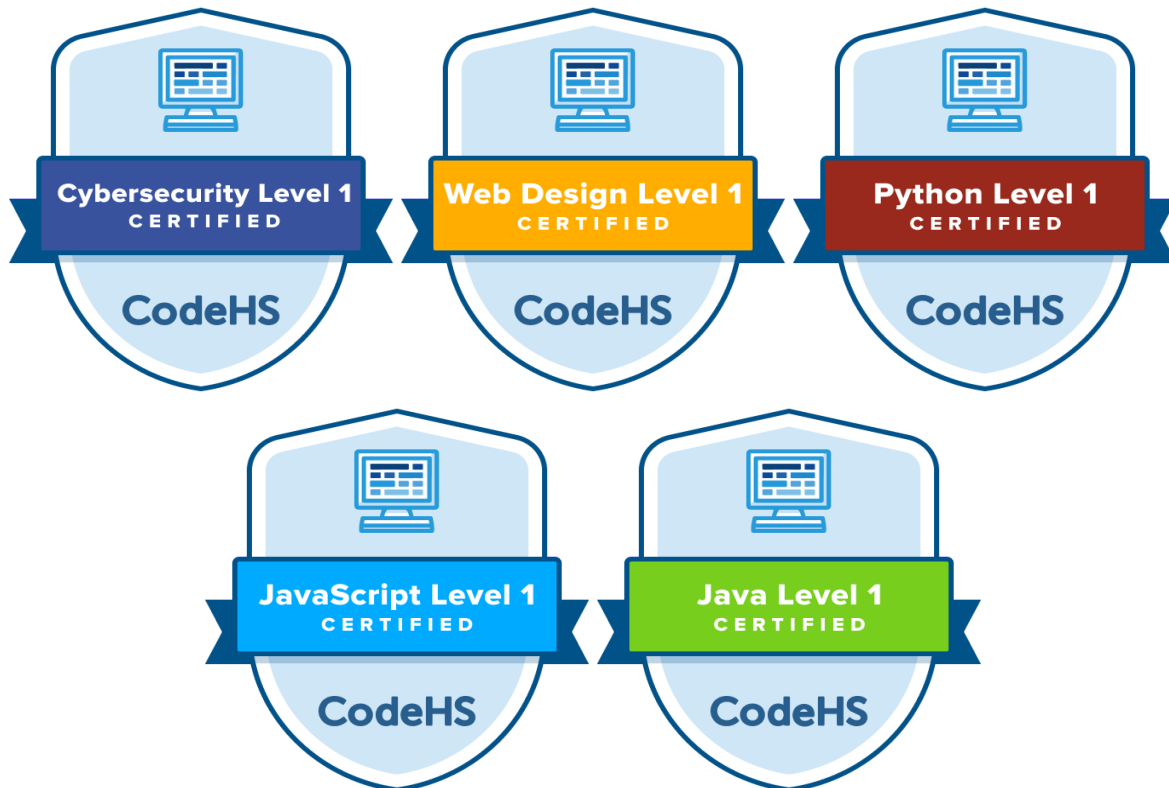 Cybersecurity Level 1
CERTIFIED
CodeHS
Web Design Level 1
CERTIFIED
CodeHS
Python Level 1
CERTIFIED
CodeHS
JavaScript Level 1
CERTIFIED
CodeHS
Java Level 1
CERTIFIED
CodeHS